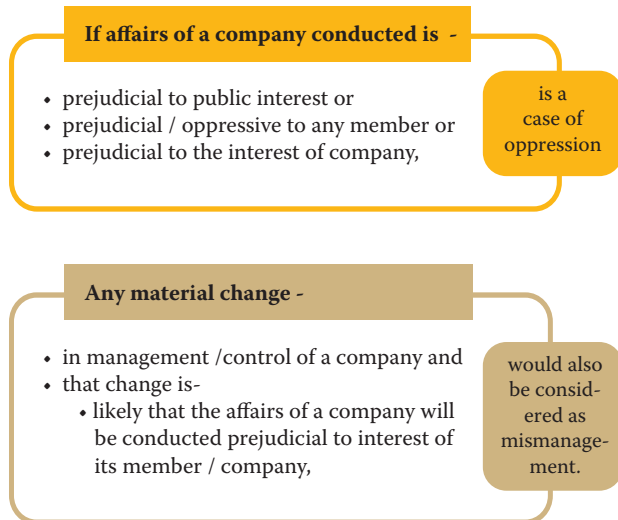 If affairs of a company conducted is -
• prejudicial to public interest or
• prejudicial / oppressive to any member or
• prejudicial to the interest of company,
is a
case of
oppression
Any material change -
• in management /control of a company and
• that change is-
• likely that the affairs of a company will
be conducted prejudicial to interest of
its member / company,
would also
be consid-
ered as
mismanage-
ment.